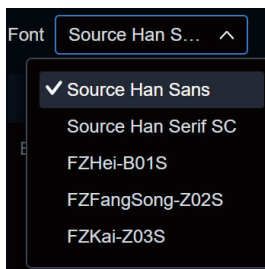 Font Source Han S...
Source Han Sans
Source Han Serif SC
FZHei-B01S
FZFangSong-Z02S
FZKai-Z03S